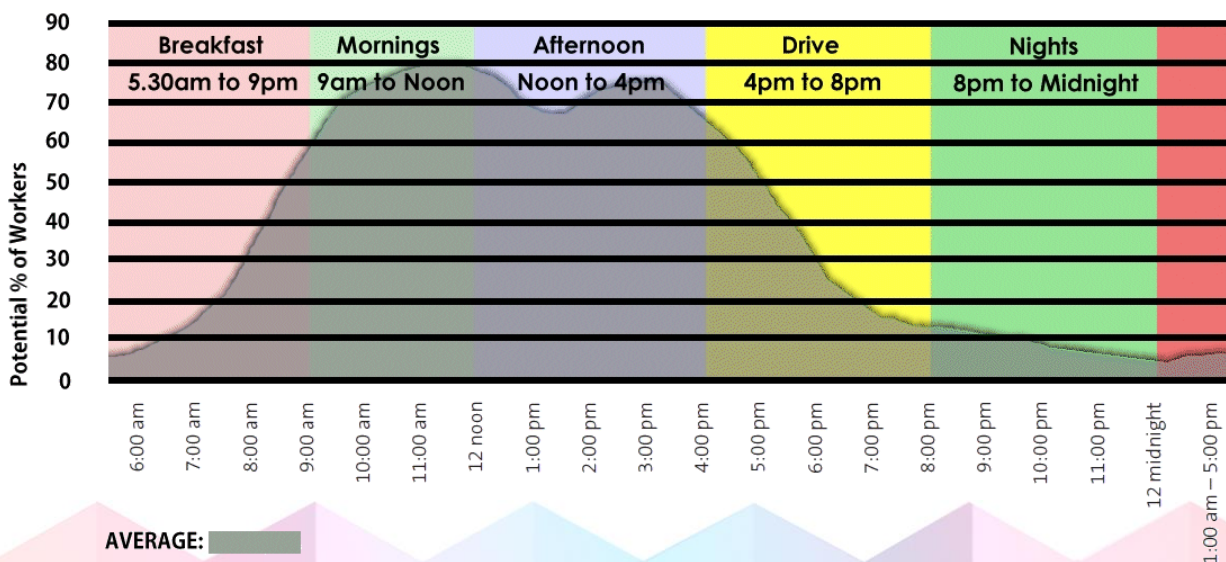 90
Breakfast Mornings Afternoon Drive Nights
80
5.30am to 9pm 9am to Noon Noon to 4pm 4pm to 8pm 8pm to Midnight
70
60
50
40
30
20
10
0
Potential % of Workers
6:00 am 7:00 am 8:00 am 9:00 am 10:00 am 11:00 am 12 noon 1:00 pm 2:00 pm 3:00 pm 4:00 pm 5:00 pm 6:00 pm 7:00 pm 8:00 pm 9:00 pm 10:00 pm 11:00 pm 12 midnight 1:00 am – 5:00 pm
AVERAGE: